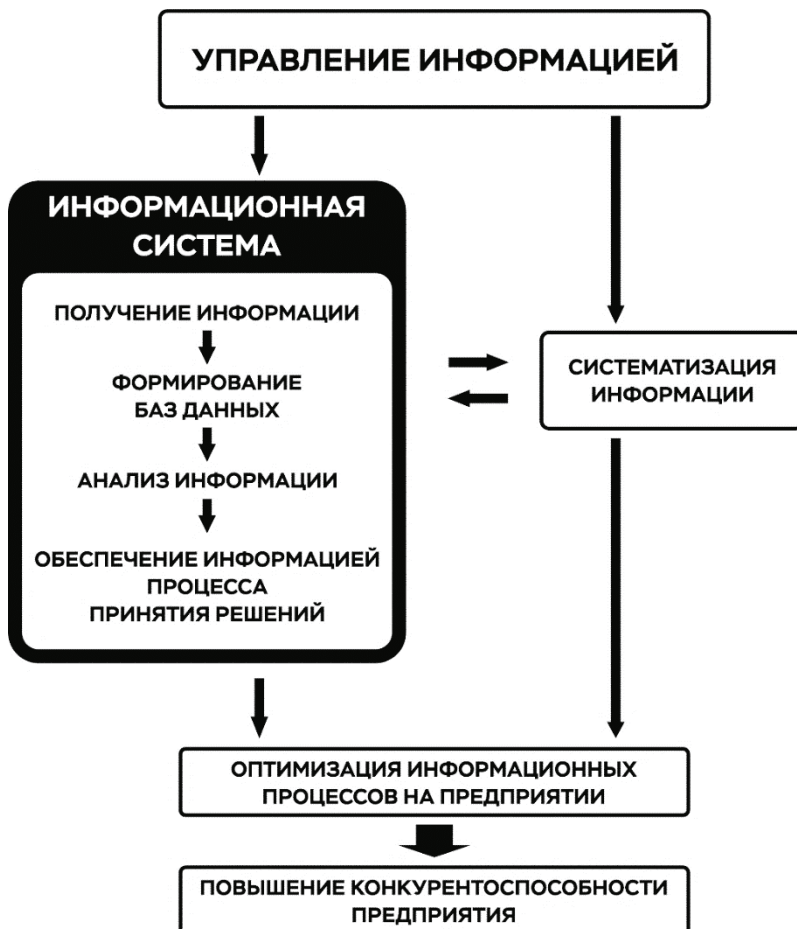 УПРАВЛЕНИЕ ИНФОРМАЦИЕЙ
ИНФОРМАЦИОННАЯ
СИСТЕМА
ПОЛУЧЕНИЕ ИНФОРМАЦИИ
ФОРМИРОВАНИЕ
БАЗ ДАННЫХ
АНАЛИЗ ИНФОРМАЦИИ
ОБЕСПЕЧЕНИЕ ИНФОРМАЦИЕЙ
ПРОЦЕССА
ПРИНЯТИЯ РЕШЕНИЙ
СИСТЕМАТИЗАЦИЯ
ИНФОРМАЦИИ
ОПТИМИЗАЦИЯ ИНФОРМАЦИОННЫХ
ПРОЦЕССОВ НА ПРЕДПРИЯТИИ
ПОВЫШЕНИЕ КОНКУРЕНТОСПОСОБНОСТИ
ПРЕДПРИЯТИЯ